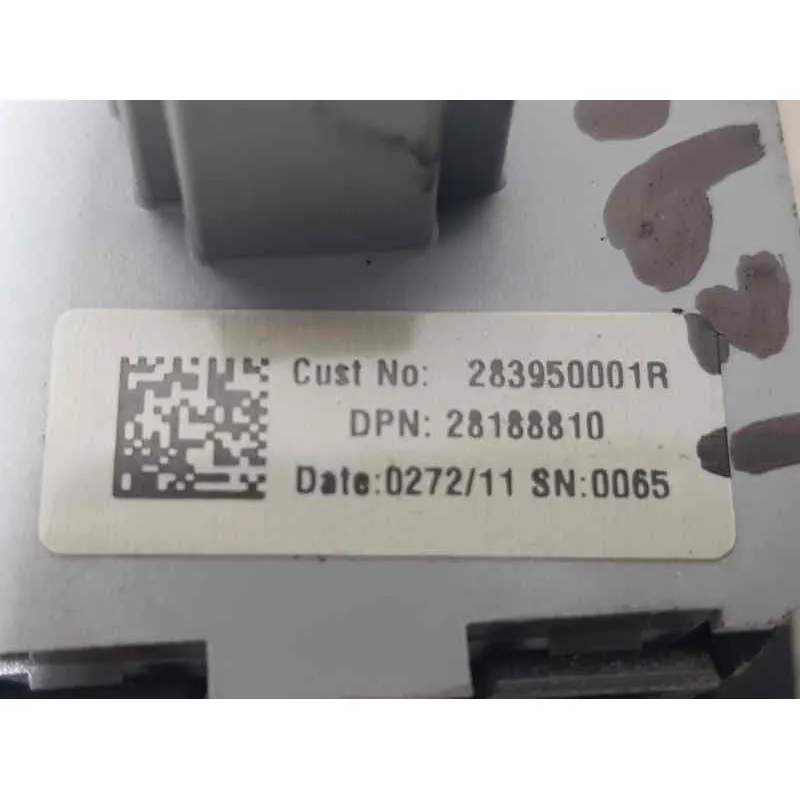 Cust No: 283950001R
DPN: 28188810
Date:0272/11 SN:0065